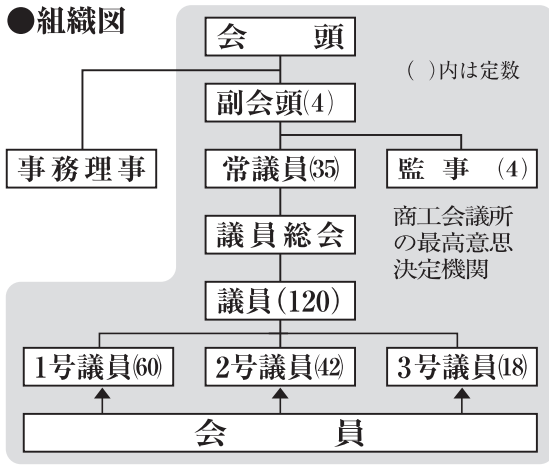 ●組織図
会頭
( )内は定数
副会頭(4)
事務理事
常議員(35)
監事 (4)
議員総会
商工会議所
の最高意思
決定機関
議員(120)
1号議員(60)
2号議員(42)
3号議員(18)
会員